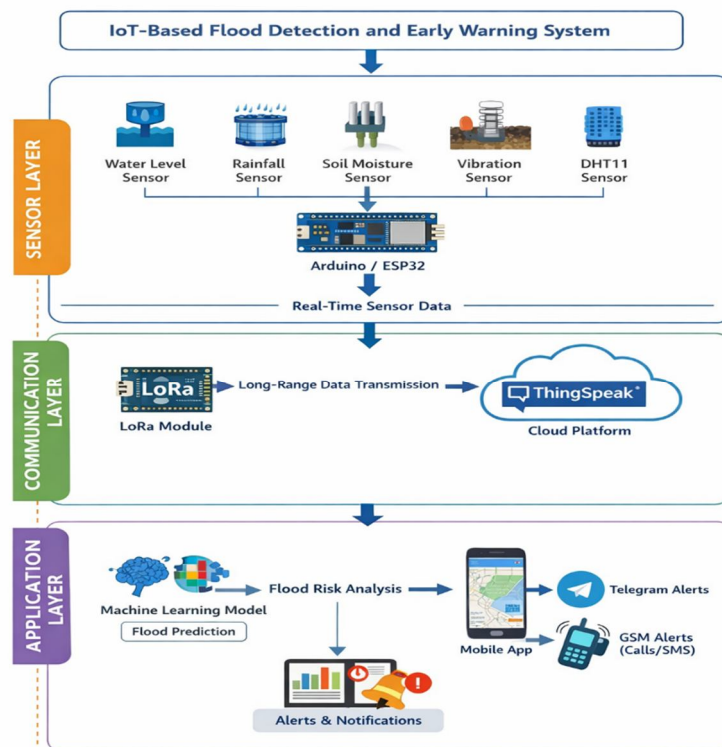 IoT-Based Flood Detection and Early Warning System
SENSOR LAYER
Water Level
Sensor
Rainfall
Sensor
Soil Moisture
Sensor
Vibration
Sensor
DHT11
Sensor
Arduino / ESP32
Real-Time Sensor Data
COMMUNICATION
LAYER
LoRa
LoRa Module
Long-Range Data Transmission
ThingSpeak
Cloud Platform
APPLICATION
LAYER
Machine Learning Model
Flood Prediction
Flood Risk Analysis
Mobile App
Telegram Alerts
GSM Alerts
(Calls/SMS)
Alerts & Notifications